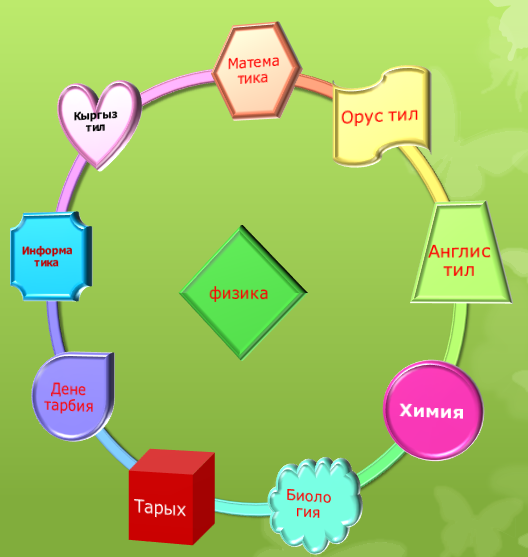 Матема
тика
Орус тил
Англис
тил
Химия
Биоло
гия
Тарых
Дене
тарбия
Информа
тика
Кыргыз
тил
физика